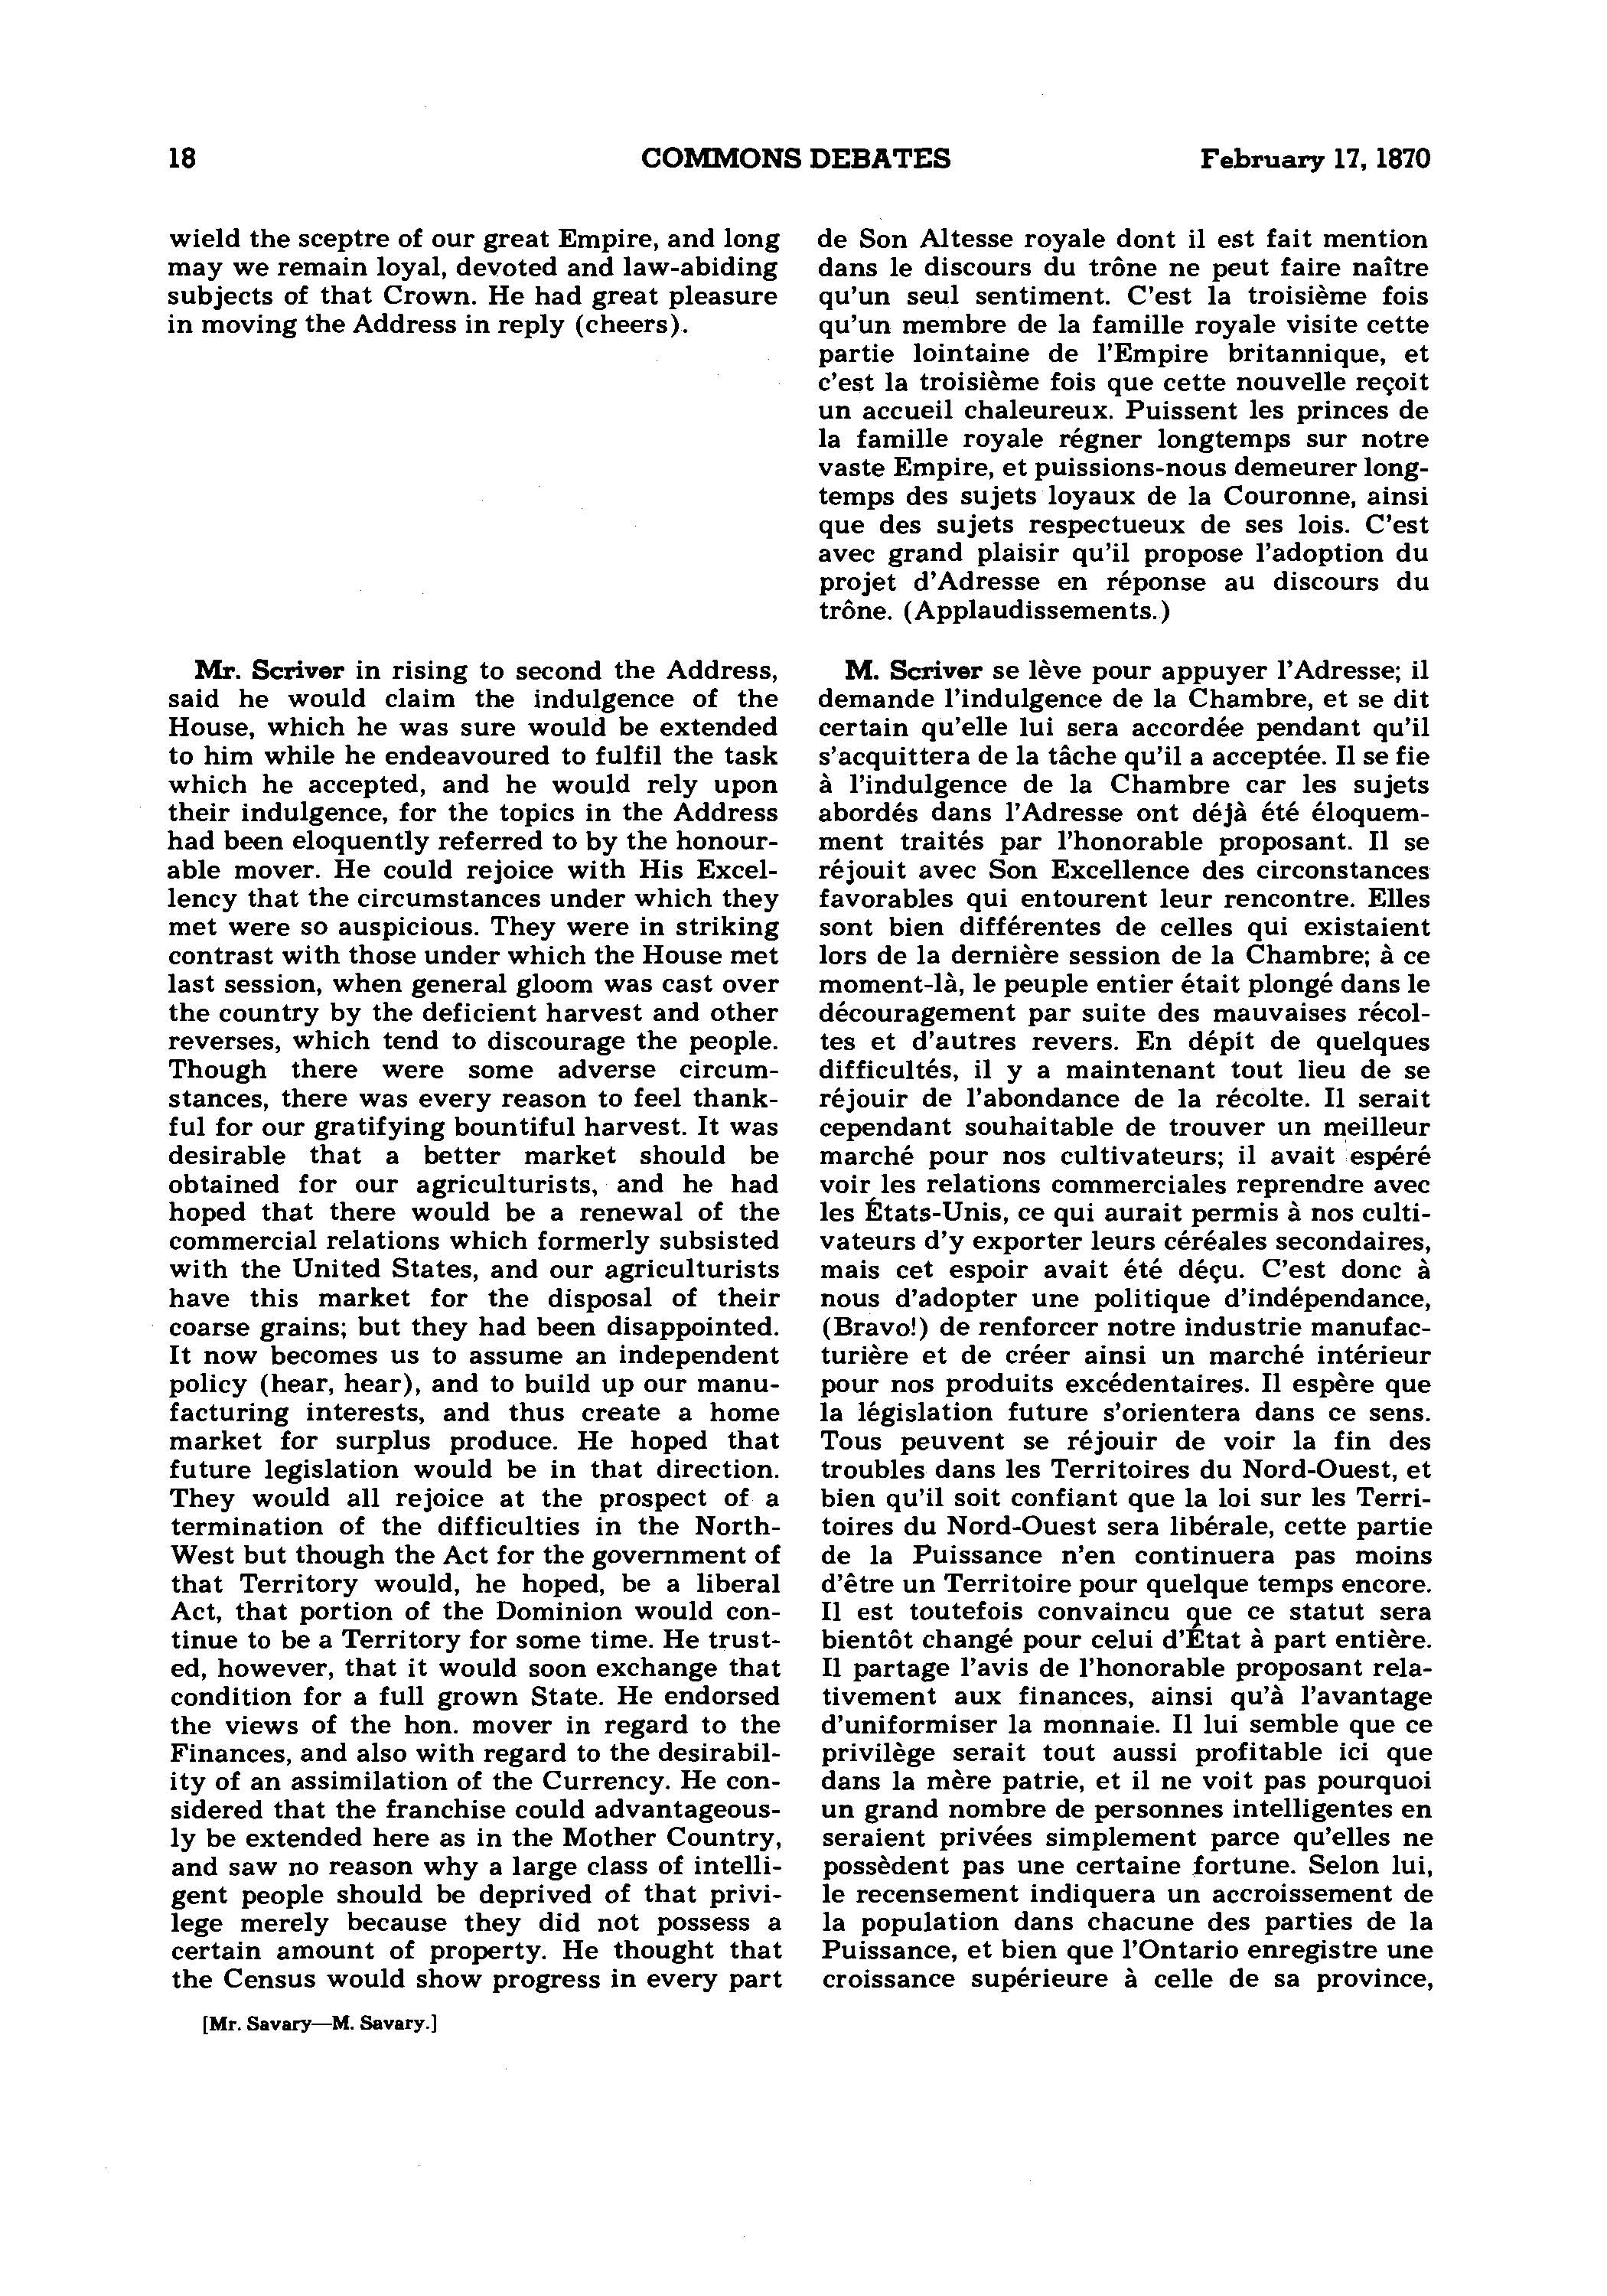 18
COMMONS DEBATES
February 17, 1870
wield the sceptre of our great Empire, and long
may we remain loyal, devoted and law-abiding
subjects of that Crown. He had great pleasure
in moving the Address in reply (cheers).
Mr. Scriver in rising to second the Address,
said he would claim the indulgence of the
House, which he was sure would be extended
to him while he endeavoured to fulfil the task
which he accepted, and he would rely upon
their indulgence, for the topics in the Address
had been eloquently referred to by the honour-
able mover. He could rejoice with His Excel-
lency that the circumstances under which they
met were so auspicious. They were in striking
contrast with those under which the House met
last session, when general gloom was cast over
the country by the deficient harvest and other
reverses, which tend to discourage the people.
Though there were some adverse circum-
stances, there was every reason to feel thank-
ful for our gratifying bountiful harvest. It was
desirable that a better market should be
obtained for our agriculturists, and he had
hoped that there would be a renewal of the
commercial relations which formerly subsisted
with the United States, and our agriculturists
have this market for the disposal of their
coarse grains; but they had been disappointed.
It now becomes us to assume an independent
policy (hear, hear), and to build up our manu-
facturing interests, and thus create a home
market for surplus produce. He hoped that
future legislation would be in that direction.
They would all rejoice at the prospect of a
termination of the difficulties in the North-
West but though the Act for the government of
that Territory would, he hoped, be a liberal
Act, that portion of the Dominion would con-
tinue to be a Territory for some time. He trust-
ed, however, that it would soon exchange that
condition for a full grown State. He endorsed
the views of the hon. mover in regard to the
Finances, and also with regard to the desirabil-
ity of an assimilation of the Currency. He con-
sidered that the franchise could advantageous-
ly be extended here as in the Mother Country,
and saw no reason why a large class of intelli-
gent people should be deprived of that privi-
lege merely because they did not possess a
certain amount of property. He thought that
the Census would show progress in every part
[Mr. Savary—M. Savary.]
de Son Altesse royale dont il est fait mention
dans le discours du trône ne peut faire naître
qu'un seul sentiment. C'est la troisième fois
qu'un membre de la famille royale visite cette
partie lointaine de l'Empire britannique, et
c'est la troisième fois que cette nouvelle reçoit
un accueil chaleureux. Puissent les princes de
la famille royale régner longtemps sur notre
vaste Empire, et puissions-nous demeurer long-
temps des sujets loyaux de la Couronne, ainsi
que des sujets respectueux de ses lois. C'est
avec grand plaisir qu'il propose l'adoption du
projet d'Adresse en réponse au discours du
trône. (Applaudissements.)
M. Scriver se lève pour appuyer l'Adresse; il
demande l'indulgence de la Chambre, et se dit
certain qu'elle lui sera accordée pendant qu'il
s'acquittera de la tâche qu'il a acceptée. Il se fie
à l'indulgence de la Chambre car les sujets
abordés dans l'Adresse ont déjà été éloquem-
ment traités par l'honorable proposant. Il se
réjouit avec Son Excellence des circonstances
favorables qui entourent leur rencontre. Elles
sont bien différentes de celles qui existaient
lors de la dernière session de la Chambre; à ce
moment-là, le peuple entier était plongé dans le
découragement par suite des mauvaises récol-
tes et d'autres revers. En dépit de quelques
difficultés, il y a maintenant tout lieu de se
réjouir de l'abondance de la récolte. Il serait
cependant souhaitable de trouver un meilleur
marché pour nos cultivateurs; il avait espéré
voir les relations commerciales reprendre avec
les États-Unis, ce qui aurait permis à nos culti-
vateurs d'y exporter leurs céréales secondaires,
mais cet espoir avait été déçu. C'est donc à
nous d'adopter une politique d'indépendance,
(Bravo!) de renforcer notre industrie manufac-
turière et de créer ainsi un marché intérieur
pour nos produits excédentaires. Il espère que
la législation future s'orientera dans ce sens.
Tous peuvent se réjouir de voir la fin des
troubles dans les Territoires du Nord-Ouest, et
bien qu'il soit confiant que la loi sur les Terri-
toires du Nord-Ouest sera libérale, cette partie
de la Puissance n'en continuera pas moins
d'être un Territoire pour quelque temps encore.
Il est toutefois convaincu que ce statut sera
bientôt changé pour celui d'État à part entière.
Il partage l'avis de l'honorable proposant rela-
tivement aux finances, ainsi qu'à l'avantage
d'uniformiser la monnaie. Il lui semble que ce
privilège serait tout aussi profitable ici que
dans la mère patrie, et il ne voit pas pourquoi
un grand nombre de personnes intelligentes en
seraient privées simplement parce qu'elles ne
possèdent pas une certaine fortune. Selon lui,
le recensement indiquera un accroissement de
la population dans chacune des parties de la
Puissance, et bien que l'Ontario enregistre une
croissance supérieure à celle de sa province,